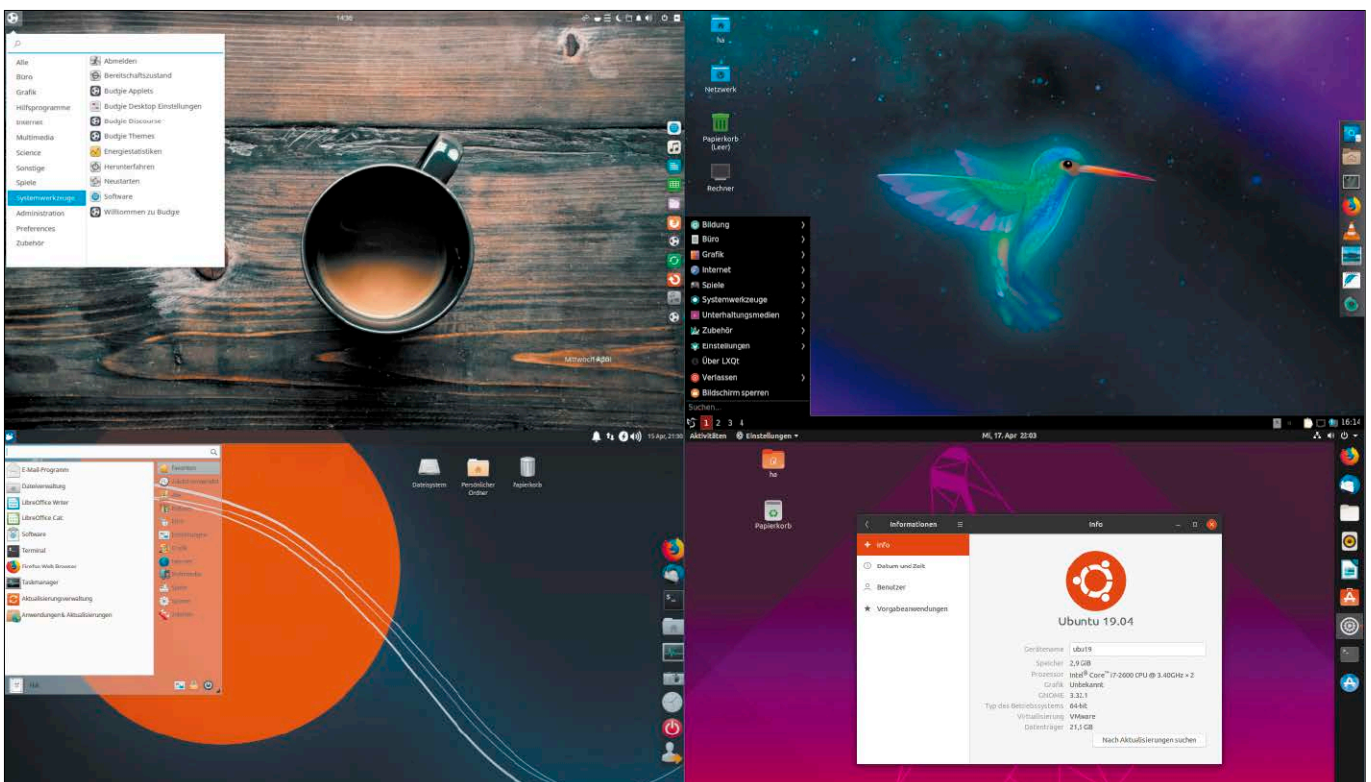 14:30
Alle
Büro
Grafik
Hilfsprogramme
Internet
Multimedia
Science
Sonstige
Spiele
Systemwerkzeuge
Administration
Preferences
Zubehör
Abmelden
Bereitschaftszustand
Budgie Applets
Budgie Desktop Einstellungen
Budgie Discourse
Budgie Themes
Energiestatistiken
Herunterfahren
Neustarten
Software
Willkommen zu Budgie
Mittwoch
ha
Netzwerk
Papierkorb
(Leer)
Rechner
Bildung
Büro
Grafik
Internet
Spiele
Systemwerkzeuge
Unterhaltungsmedien
Zubehör
Einstellungen
Über LXQt
Verlassen
Bildschirm sperren
Suchen...
1 2 3 4
16:14
15 Apr, 21:30
E-Mail-Programm
Dateiverwaltung
LibreOffice Writer
LibreOffice Calc
Software
Terminal
Firefox Web Browser
Taskmanager
Aktualisierungsverwaltung
Anwendungen & Aktualisierungen
Favoriten
Dateisystem
Persönlicher
Ordner
Papierkorb
Aktivitäten Einstellungen
Mi, 17. Apr 22:03
ha
Papierkorb
Informationen
Info
Info
Datum und Zeit
Benutzer
Vorgabeanwendungen
Ubuntu 19.04
Gerätename ubu19
Speicher 2,9 GiB
Prozessor Intel® Core™ i7-2600 CPU @ 3.40GHz × 2
Grafik Unbekannt
GNOME 3.32.1
Typ des Betriebssystems 64-bit
Virtualisierung VMware
Datenträger 21,1 GB
Nach Aktualisierungen suchen